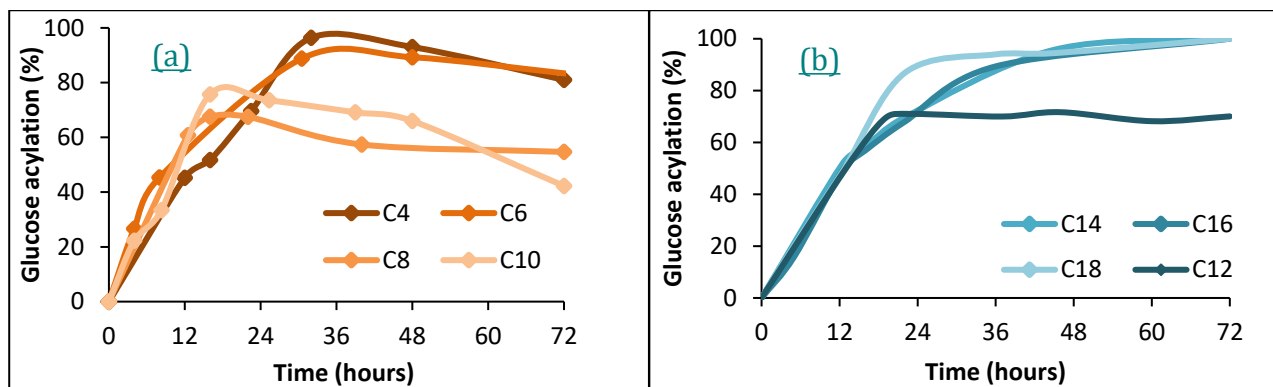 (a)
Glucose acylation (%)
100
80
60
40
20
0
C4
C6
C8
C10
0 12 24 36 48 60 72
Time (hours)
(b)
Glucose acylation (%)
100
80
60
40
20
0
C14
C16
C18
C12
0 12 24 36 48 60 72
Time (hours)